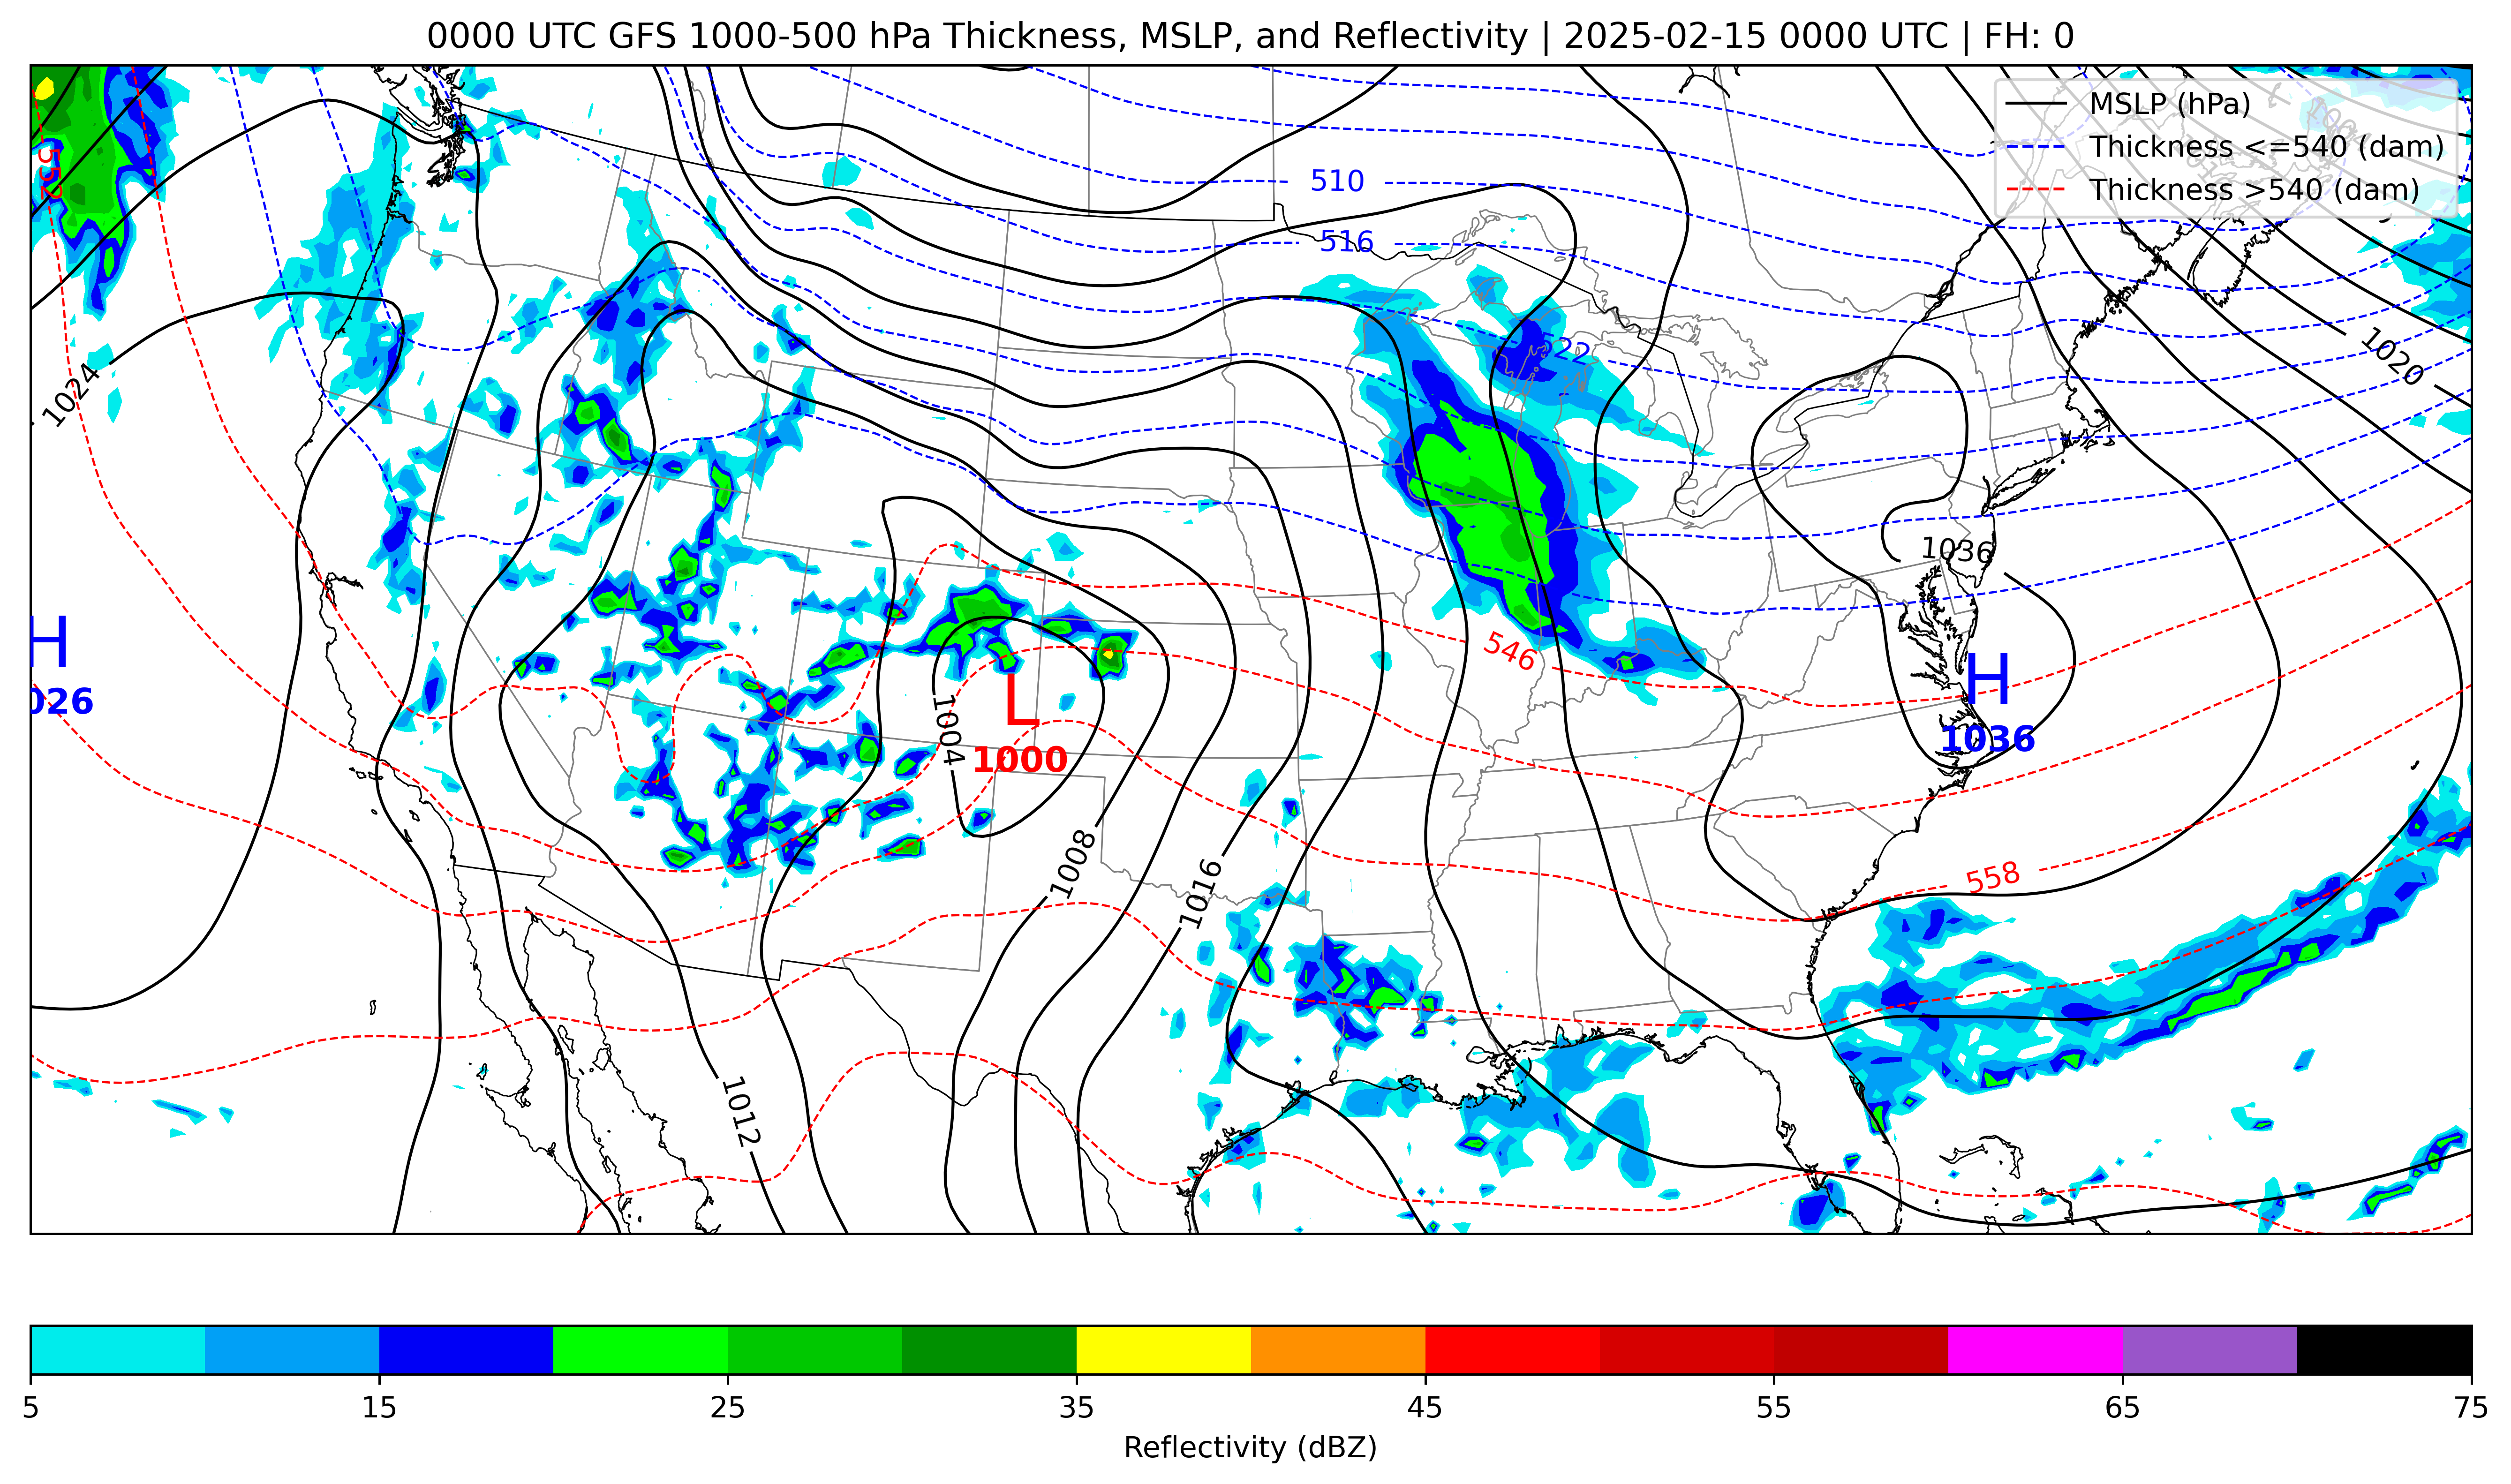 0000 UTC GFS 1000-500 hPa Thickness, MSLP, and Reflectivity | 2025-02-15 0000 UTC | FH: 0
MSLP (hPa)
Thickness <=540 (dam)
Thickness >540 (dam)
510
516
522
1020
1024
1036
H
026
546
H
1036
L
1000
1004
1008
1016
558
1012
5
15
25
35
45
55
65
75
Reflectivity (dBZ)